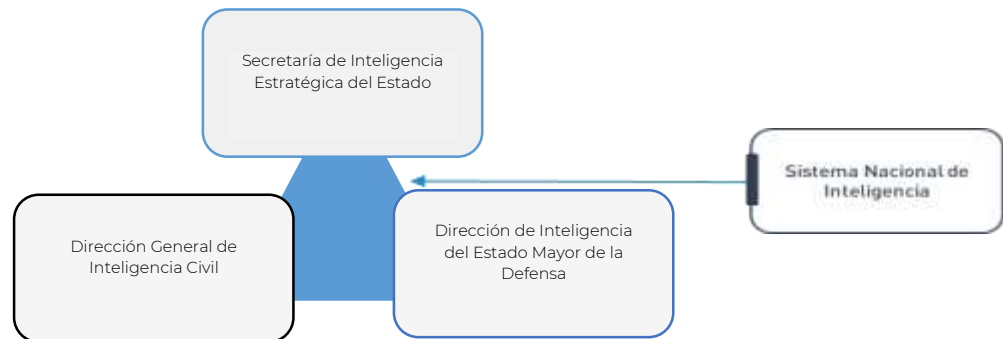 Secretaría de Inteligencia
Estratégica del Estado
Sistema Nacional de
Inteligencia
Dirección General de
Inteligencia Civil
Dirección de Inteligencia
del Estado Mayor de la
Defensa